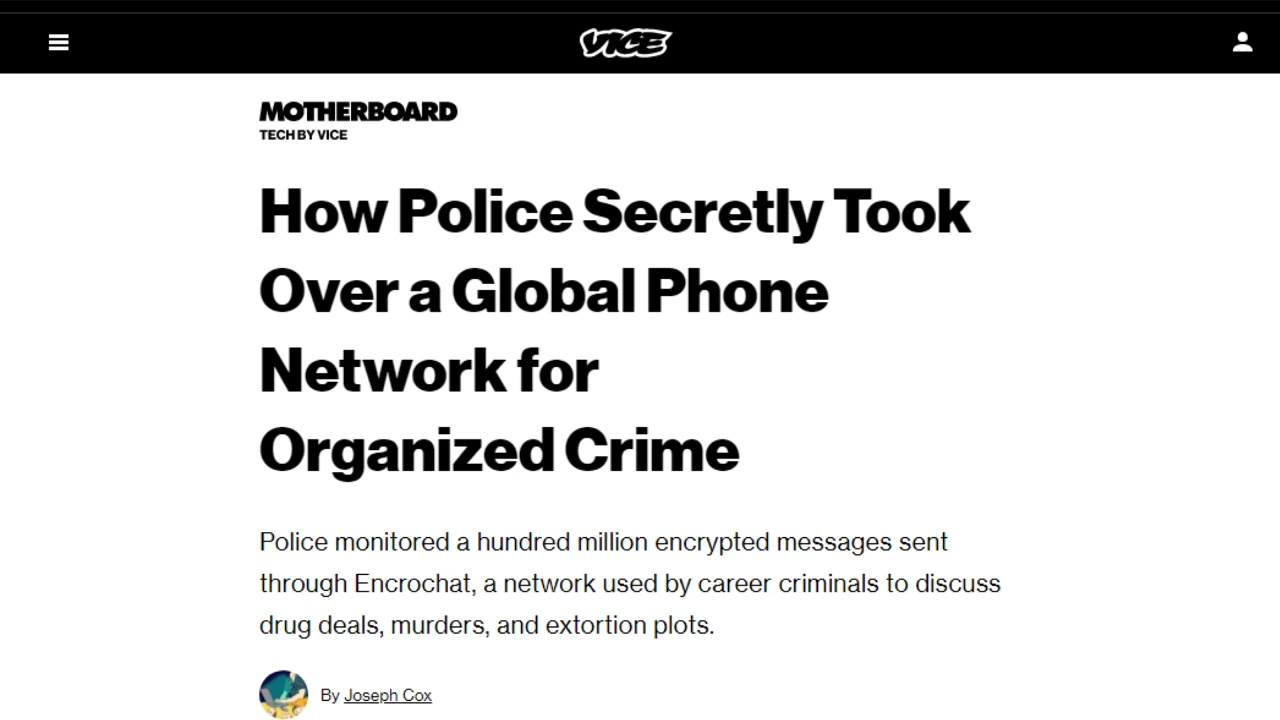 VICE
MOTHERBOARD
TECH BY VICE
How Police Secretly Took
Over a Global Phone
Network for
Organized Crime
Police monitored a hundred million encrypted messages sent
through Encrochat, a network used by career criminals to discuss
drug deals, murders, and extortion plots.
By Joseph Cox